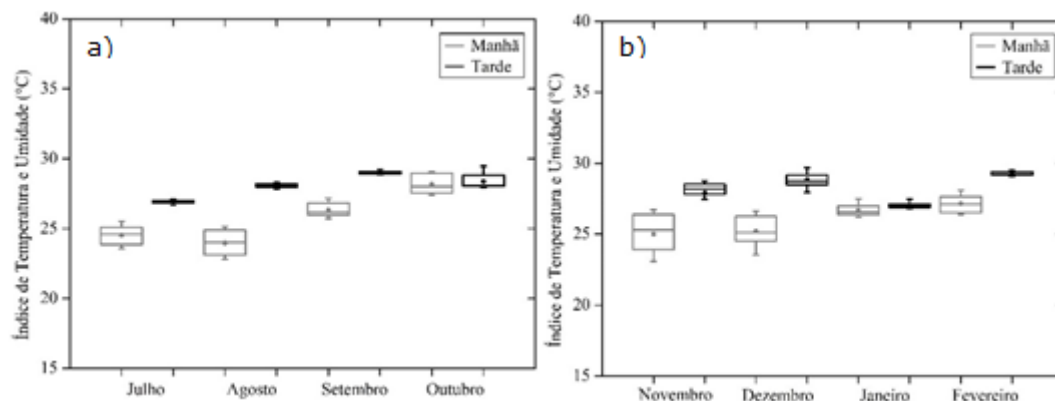 a)
Manhã
Tarde
Índice de Temperatura e Umidade (°C)
40
35
30
25
20
15
Julho Agosto Setembro Outubro
b)
Manhã
Tarde
Índice de Temperatura e Umidade (°C)
40
35
30
25
20
15
Novembro Dezembro Janeiro Fevereiro